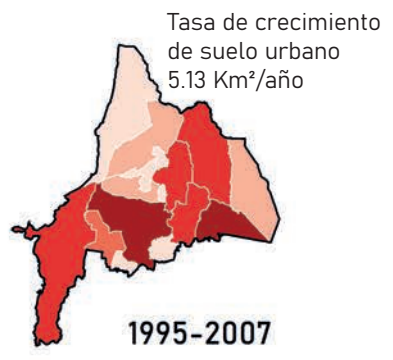 Tasa de crecimiento
de suelo urbano
5.13 Km²/año
1995-2007